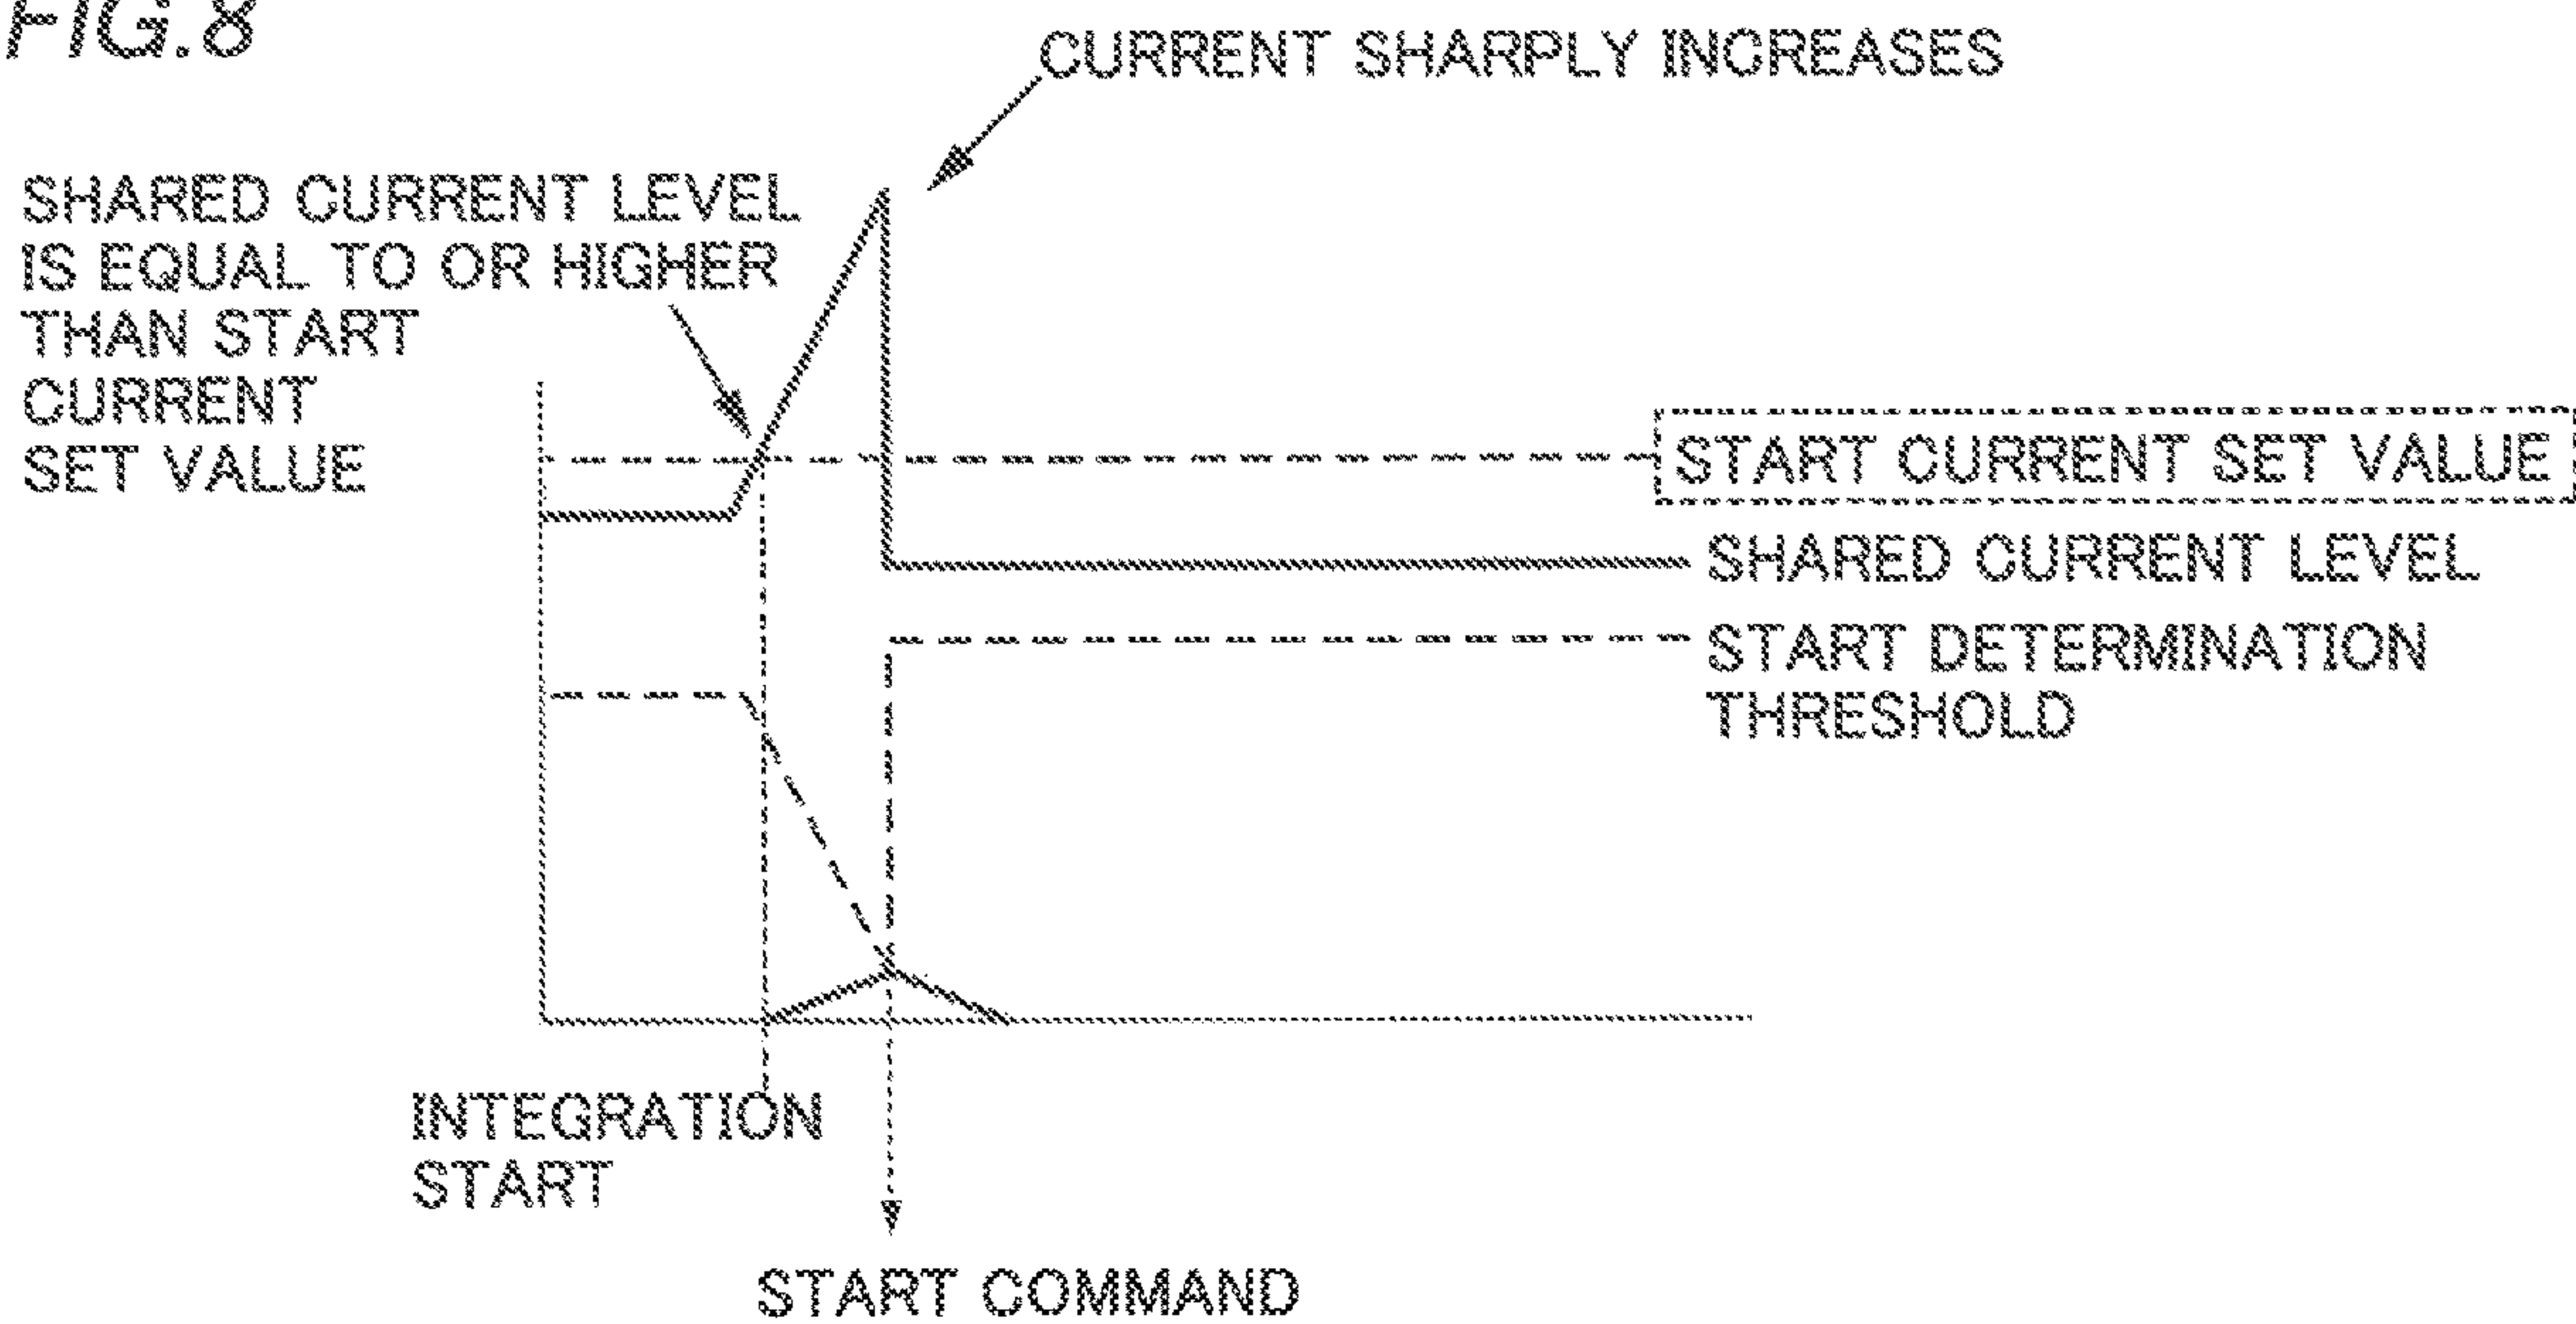 FIG.8
CURRENT SHARPLY INCREASES
SHARED CURRENT LEVEL
IS EQUAL TO OR HIGHER
THAN START
CURRENT
SET VALUE
START CURRENT SET VALUE
SHARED CURRENT LEVEL
START DETERMINATION
THRESHOLD
INTEGRATION
START
START COMMAND